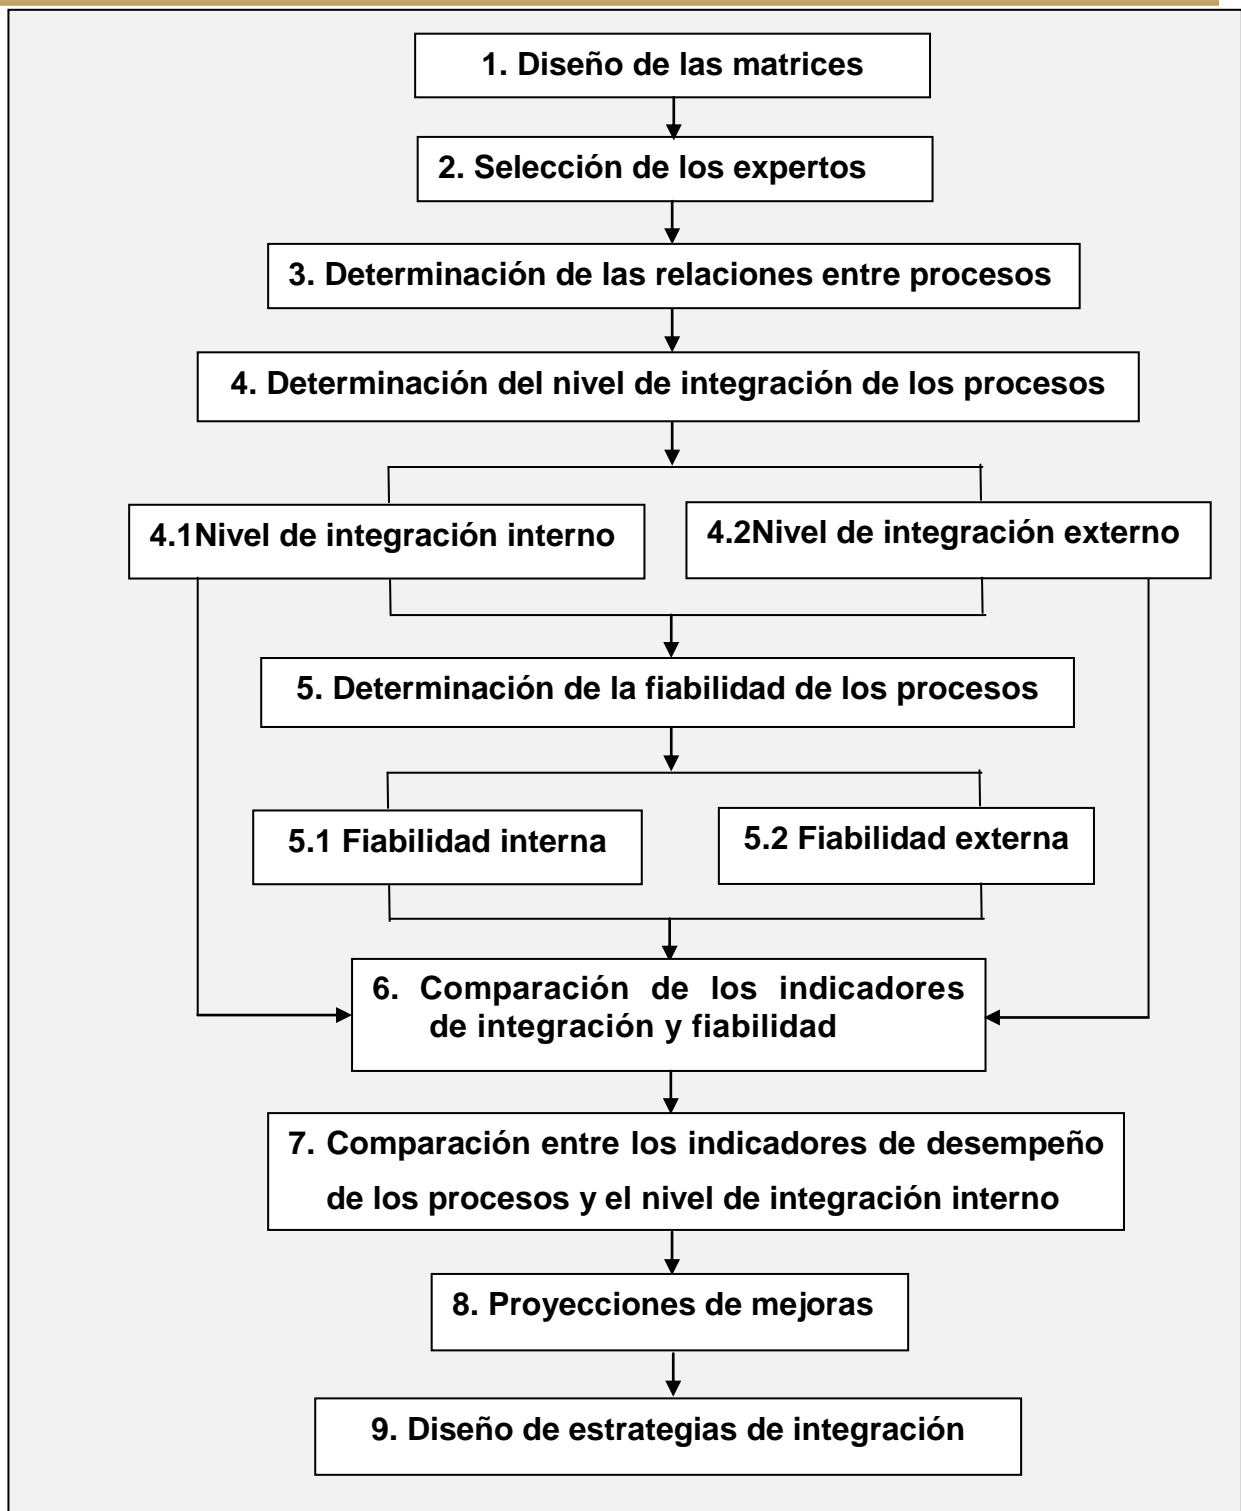 1. Diseño de las matrices
2. Selección de los expertos
3. Determinación de las relaciones entre procesos
4. Determinación del nivel de integración de los procesos
4.1Nivel de integración interno
4.2Nivel de integración externo
5. Determinación de la fiabilidad de los procesos
5.1 Fiabilidad interna
5.2 Fiabilidad externa
6. Comparación de los indicadores
de integración y fiabilidad
7. Comparación entre los indicadores de desempeño
de los procesos y el nivel de integración interno
8. Proyecciones de mejoras
9. Diseño de estrategias de integración